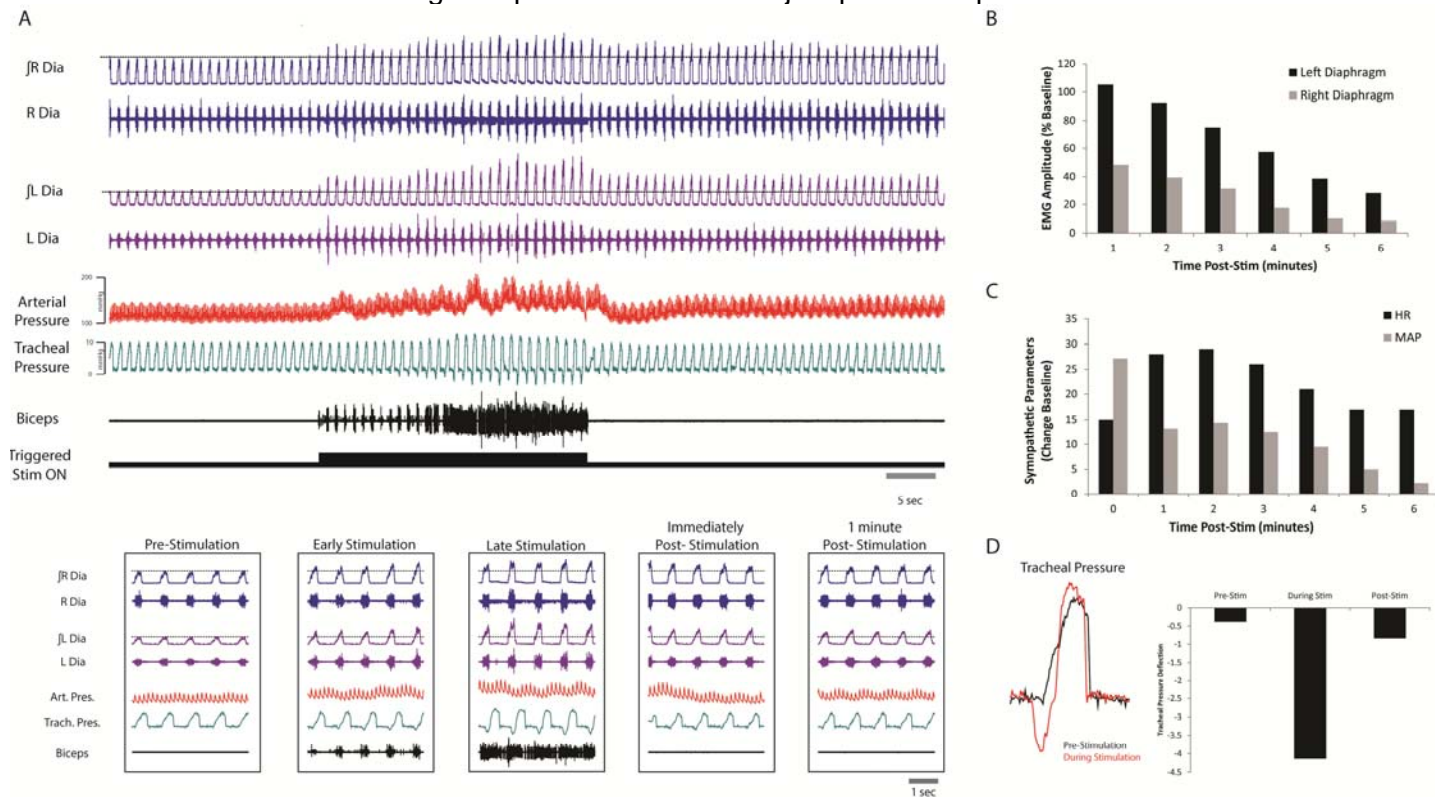 A
∫R Dia
R Dia
∫L Dia
L Dia
200
Arterial
Pressure
100
10
Tracheal
Pressure
0
Biceps
Triggered
Stim ON
5 sec
Pre-Stimulation
Early Stimulation
Late Stimulation
Immediately
Post- Stimulation
1 minute
Post- Stimulation
∫R Dia
R Dia
∫L Dia
L Dia
Art. Pres.
Trach. Pres.
Biceps
1 sec
B
EMG Amplitude (% Baseline)
120
100
80
60
40
20
0
Left Diaphragm
Right Diaphragm
1 2 3 4 5 6
Time Post-Stim (minutes)
C
Symnpathetic Parameters
(Change Baseline)
35
30
25
20
15
10
5
0
HR
MAP
0 1 2 3 4 5 6
Time Post-Stim (minutes)
D
Tracheal Pressure
Pre-Stimulation
During Stimulation
Tracheal Pressure Deflection
Pre-Stim During Stim Post-Stim
0
-0.5
-1
-1.5
-2
-2.5
-3
-3.5
-4
-4.5